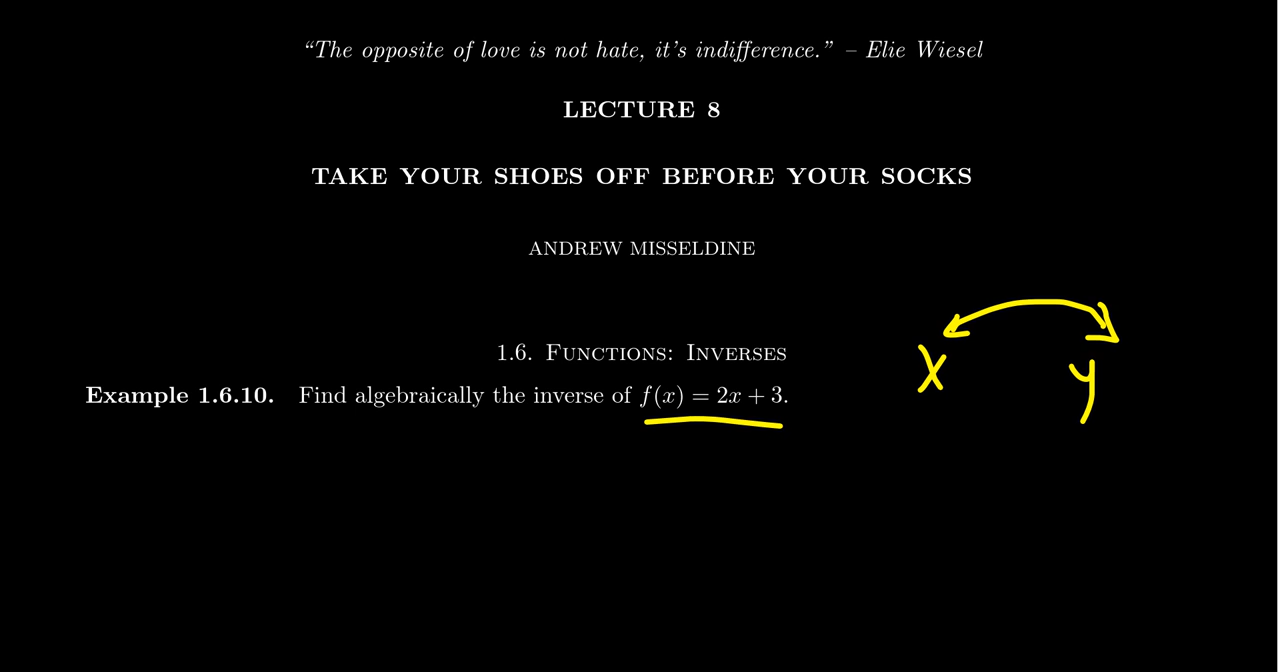 “The opposite of love is not hate, it’s indifference.” – Elie Wiesel
LECTURE 8
TAKE YOUR SHOES OFF BEFORE YOUR SOCKS
ANDREW MISSELDINE
1.6. Functions: Inverses
Example 1.6.10. Find algebraically the inverse of f(x) = 2x + 3.
x y